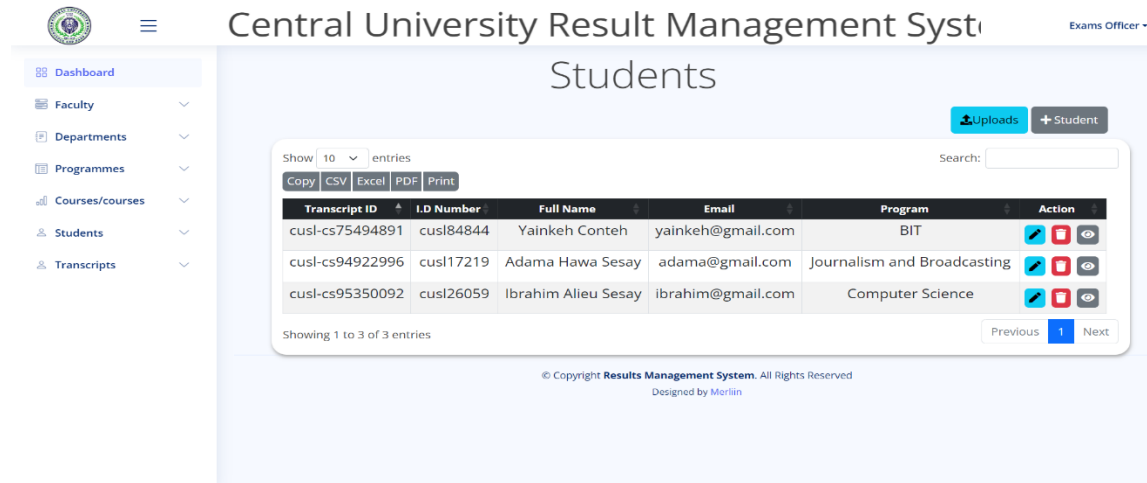 Central University Result Management Syste
Exams Officer
Dashboard
Faculty
Departments
Programmes
Courses/courses
Students
Transcripts
Students
Uploads
Student
Show 10 entries
Search:
Copy CSV Excel PDF Print
Transcript ID I.D Number Full Name Email Program Action
cusl-cs75494891 cusl84844 Yainkeh Conteh yainkeh@gmail.com BIT
cusl-cs94922996 cusl17219 Adama Hawa Sesay adama@gmail.com Journalism and Broadcasting
cusl-cs95350092 cusl26059 Ibrahim Alieu Sesay ibrahim@gmail.com Computer Science
Showing 1 to 3 of 3 entries
Previous 1 Next
© Copyright Results Management System. All Rights Reserved
Designed by Merliin